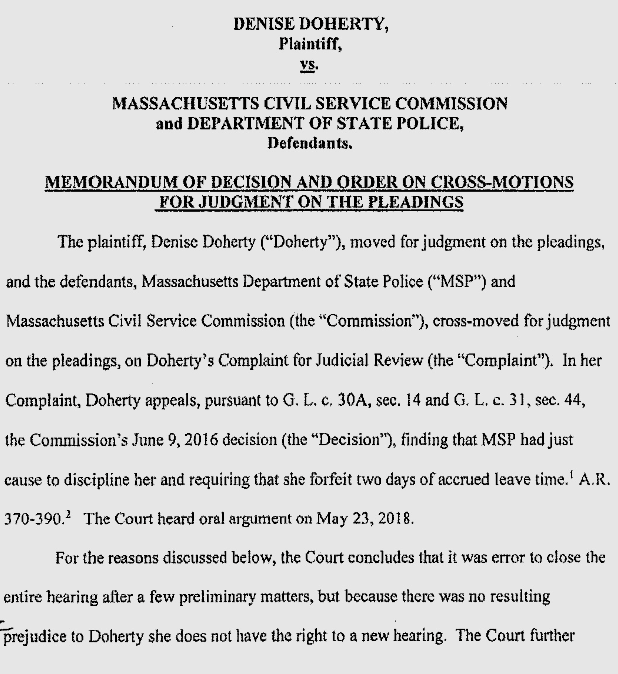 DENISE DOHERTY,
Plaintiff,
vs.
MASSACHUSETTS CIVIL SERVICE COMMISSION
and DEPARTMENT OF STATE POLICE,
Defendants.
MEMORANDUM OF DECISION AND ORDER ON CROSS-MOTIONS
FOR JUDGMENT ON THE PLEADINGS
The plaintiff, Denise Doherty (“Doherty”), moved for judgment on the pleadings,
and the defendants, Massachusetts Department of State Police (“MSP”) and
Massachusetts Civil Service Commission (the “Commission”), cross-moved for judgment
on the pleadings, on Doherty’s Complaint for Judicial Review (the “Complaint”). In her
Complaint, Doherty appeals, pursuant to G. L. c. 30A, sec. 14 and G. L. c. 31, sec. 44,
the Commission’s June 9, 2016 decision (the “Decision”), finding that MSP had just
cause to discipline her and requiring that she forfeit two days of accrued leave time.¹ A.R.
370-390.² The Court heard oral argument on May 23, 2018.
For the reasons discussed below, the Court concludes that it was error to close the
entire hearing after a few preliminary matters, but because there was no resulting
prejudice to Doherty she does not have the right to a new hearing. The Court further